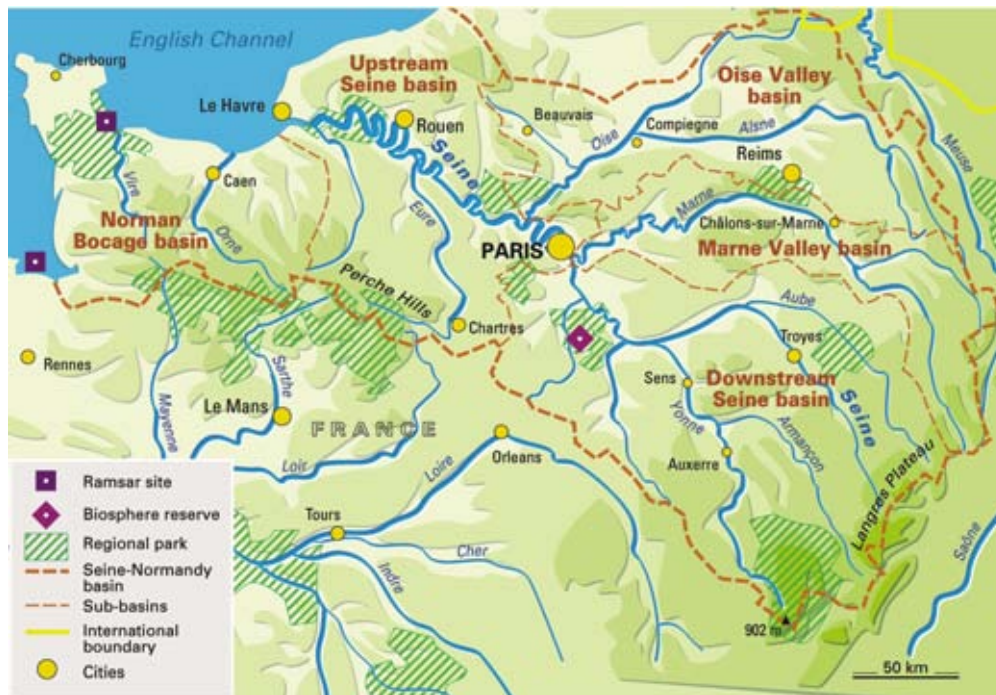 English Channel
Cherbourg
Upstream
Seine basin
Oise Valley
basin
Le Havre
Rouen
Beauvais
Compiegne
Oise
Aisne
Meuse
Seine
Reims
Vire
Caen
Eure
Marne
Châlons-sur-Marne
Norman
Bocage basin
Orne
PARIS
Marne Valley basin
Perche Hills
Aube
Chartres
Troyes
Rennes
Sarthe
Sens
Downstream
Seine basin
Seine
Mayenne
Le Mans
FRANCE
Yonne
Armançon
Loir
Loire
Orleans
Auxerre
Langres Plateau
Tours
Cher
Indre
Saône
902 m
50 km
Ramsar site
Biosphere reserve
Regional park
Seine-Normandy
basin
Sub-basins
International
boundary
Cities